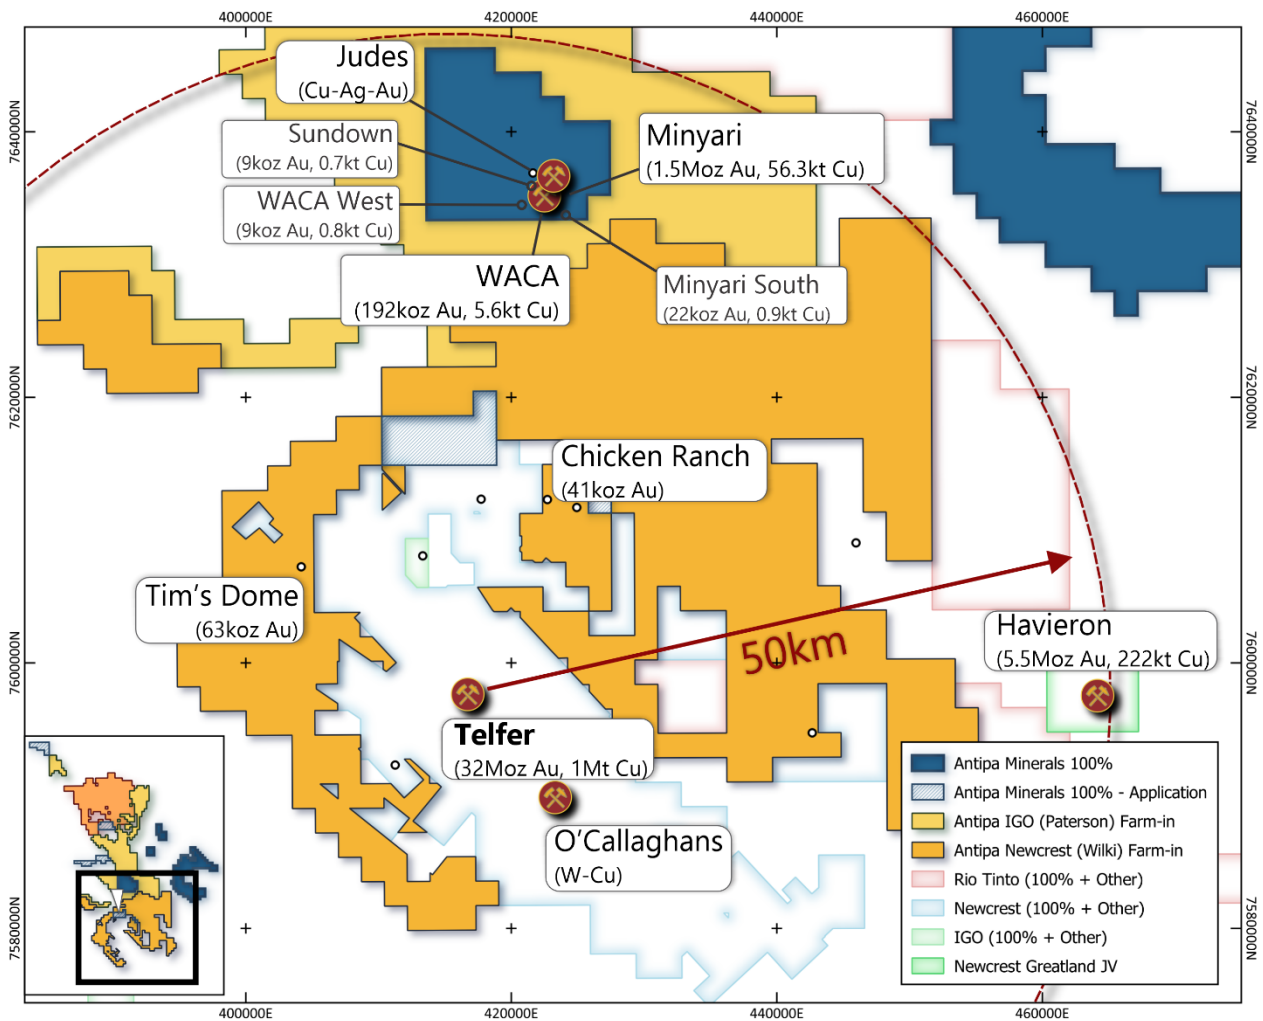 400000E
420000E
440000E
460000E
7640000N
7620000N
7600000N
7580000N
7640000N
7620000N
7600000N
7580000N
Judes
(Cu-Ag-Au)
Sundown
(9koz Au, 0.7kt Cu)
WACA West
(9koz Au, 0.8kt Cu)
Minyari
(1.5Moz Au, 56.3kt Cu)
WACA
(192koz Au, 5.6kt Cu)
Minyari South
(22koz Au, 0.9kt Cu)
Chicken Ranch
(41koz Au)
Tim's Dome
(63koz Au)
50km
Havieron
(5.5Moz Au, 222kt Cu)
Telfer
(32Moz Au, 1Mt Cu)
O'Callaghans
(W-Cu)
Antipa Minerals 100%
Antipa Minerals 100% - Application
Antipa IGO (Paterson) Farm-in
Antipa Newcrest (Wilki) Farm-in
Rio Tinto (100% + Other)
Newcrest (100% + Other)
IGO (100% + Other)
Newcrest Greatland JV
400000E
420000E
440000E
460000E